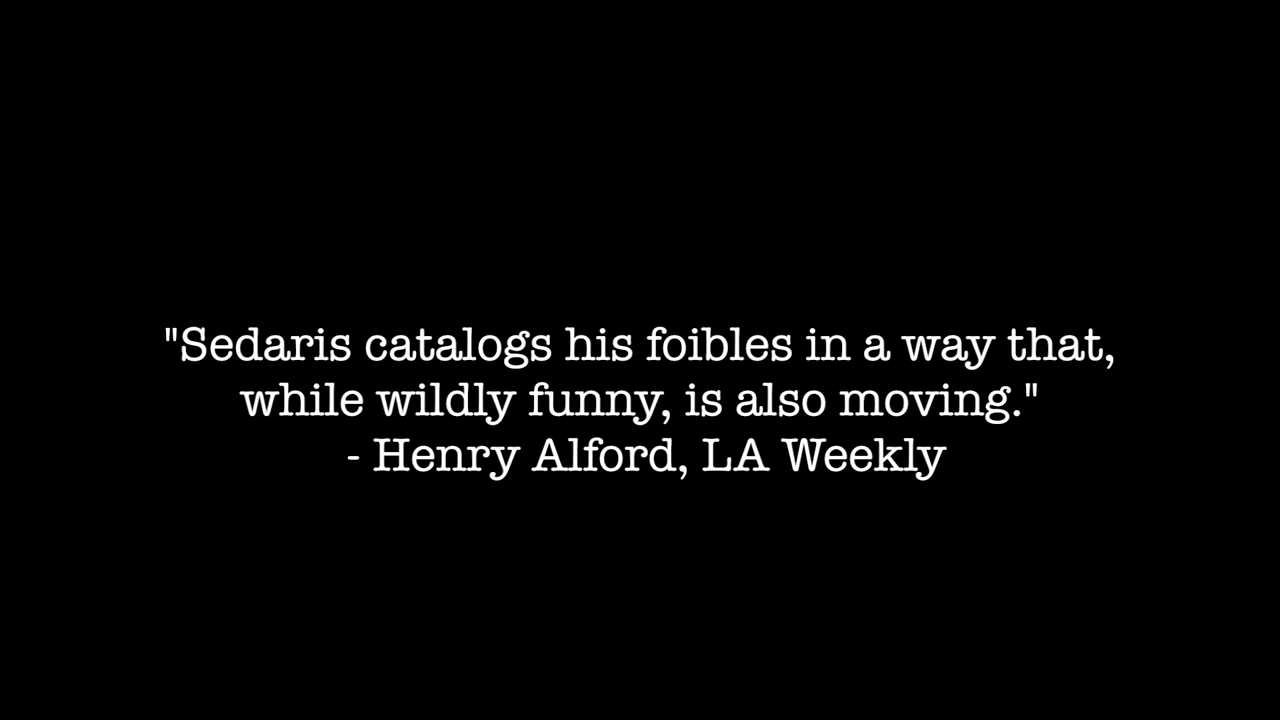 "Sedaris catalogs his foibles in a way that,
while wildly funny, is also moving."
- Henry Alford, LA Weekly